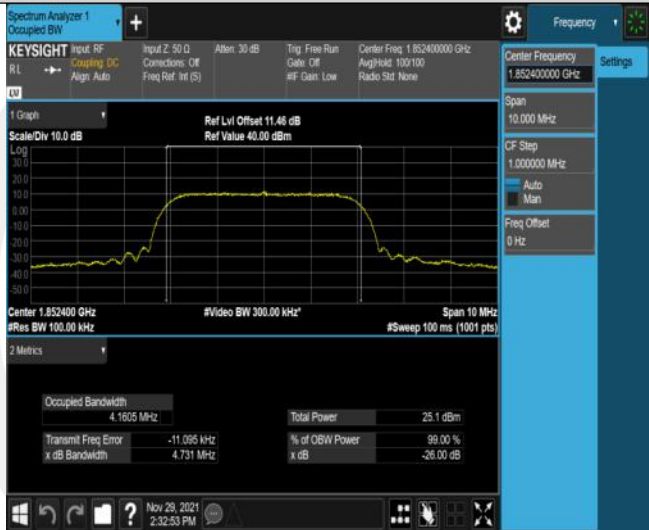 Spectrum Analyzer 1
Occupied BW
Frequency
KEYSIGHT
Input: RF
Coupling: DC
Align: Auto
Input Z: 50 Ω
Corrections: Off
Freq Ref: Int (S)
Atten: 30 dB
Trig: Free Run
Gate: Off
#IF Gain: Low
Center Freq: 1.852400000 GHz
Avg|Hold: 100/100
Radio Std: None
R L
LXI
Center Frequency
1.852400000 GHz
Settings
Span
10.000 MHz
CF Step
1.000000 MHz
Auto
Man
Freq Offset
0 Hz
1 Graph
Scale/Div 10.0 dB
Ref Lvl Offset 11.46 dB
Ref Value 40.00 dBm
Log
30.0
20.0
10.0
0.00
-10.0
-20.0
-30.0
-40.0
-50.0
Center 1.852400 GHz
#Video BW 300.00 kHz*
Span 10 MHz
#Res BW 100.00 kHz
#Sweep 100 ms (1001 pts)
2 Metrics
Occupied Bandwidth
4.1605 MHz
Total Power 25.1 dBm
Transmit Freq Error -11.095 kHz
% of OBW Power 99.00 %
x dB Bandwidth 4.731 MHz
x dB -26.00 dB
?
Nov 29, 2021
2:32:53 PM